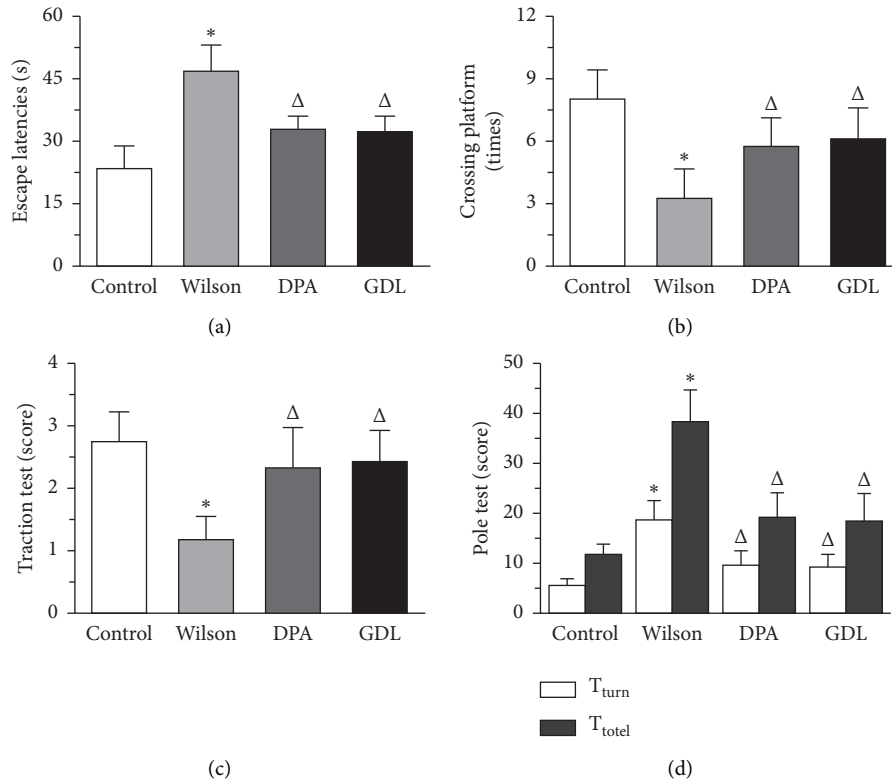 60
45
30
15
0
Escape latencies (s)
*
Δ
Δ
Control Wilson DPA GDL
(a)
12
9
6
3
0
Crossing platform
(times)
*
Δ
Δ
Control Wilson DPA GDL
(b)
4
3
2
1
0
Traction test (score)
*
Δ
Δ
Control Wilson DPA GDL
(c)
50
40
30
20
10
0
Pole test (score)
*
*
Δ
Δ
Δ
Δ
Control Wilson DPA GDL
T turn
T totel
(d)